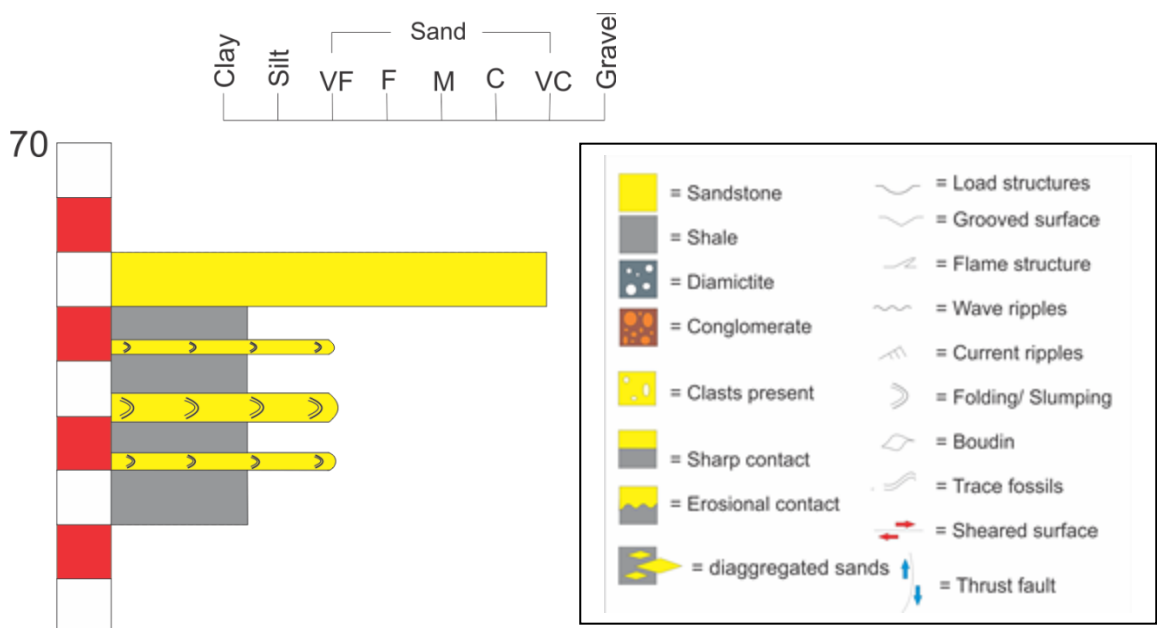 Sand
Clay
Silt
VF
F
M
C
VC
Gravel
70
= Sandstone
= Shale
= Diamictite
= Conglomerate
= Clasts present
= Sharp contact
= Erosional contact
= diaggregated sands
= Load structures
= Grooved surface
= Flame structure
= Wave ripples
= Current ripples
= Folding/ Slumping
= Boudin
= Trace fossils
= Sheared surface
= Thrust fault